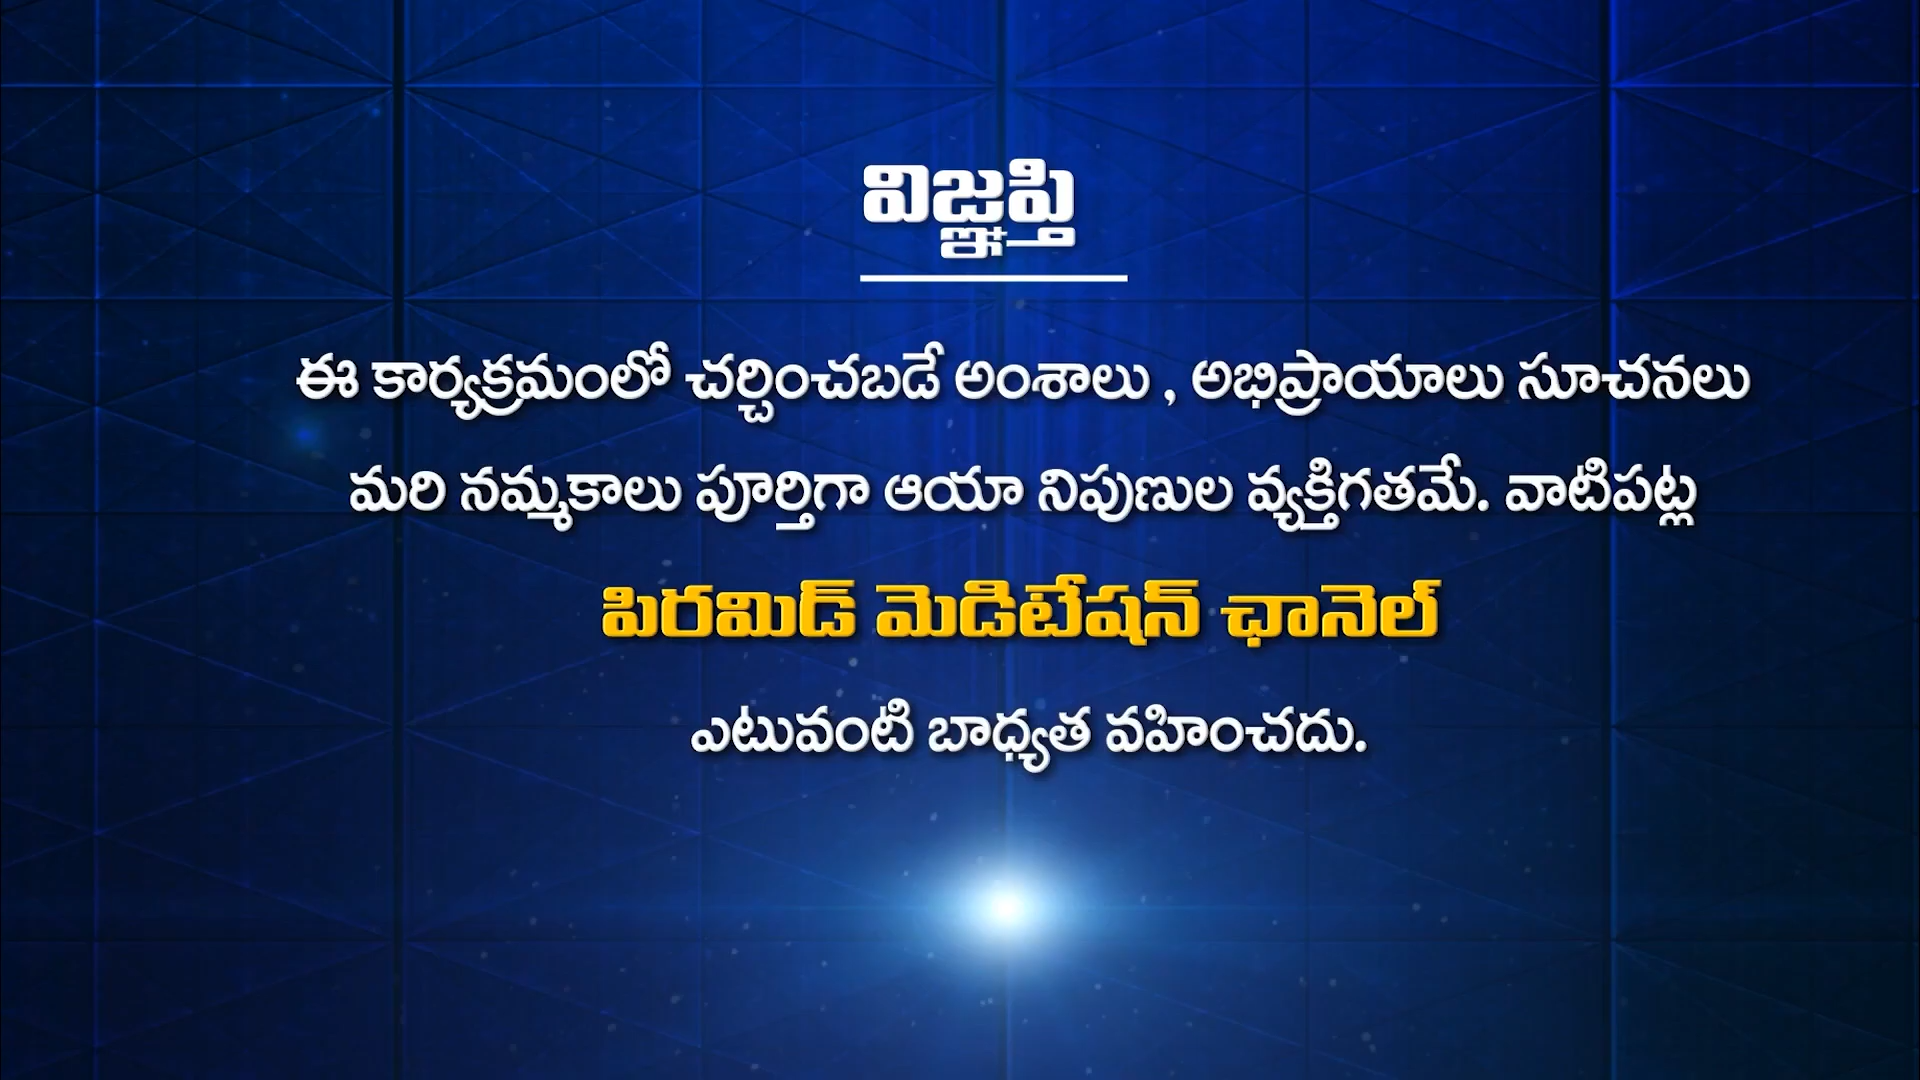 విజ్ఞప్తి
ఈ కార్యక్రమంలో చర్చించబడే అంశాలు , అభిప్రాయాలు సూచనలు
మరి నమ్మకాలు పూర్తిగా ఆయా నిపుణుల వ్యక్తిగతమే. వాటిపట్ల
పిరమిడ్ మెడిటేషన్ ఛానెల్
ఎటువంటి బాధ్యత వహించదు.